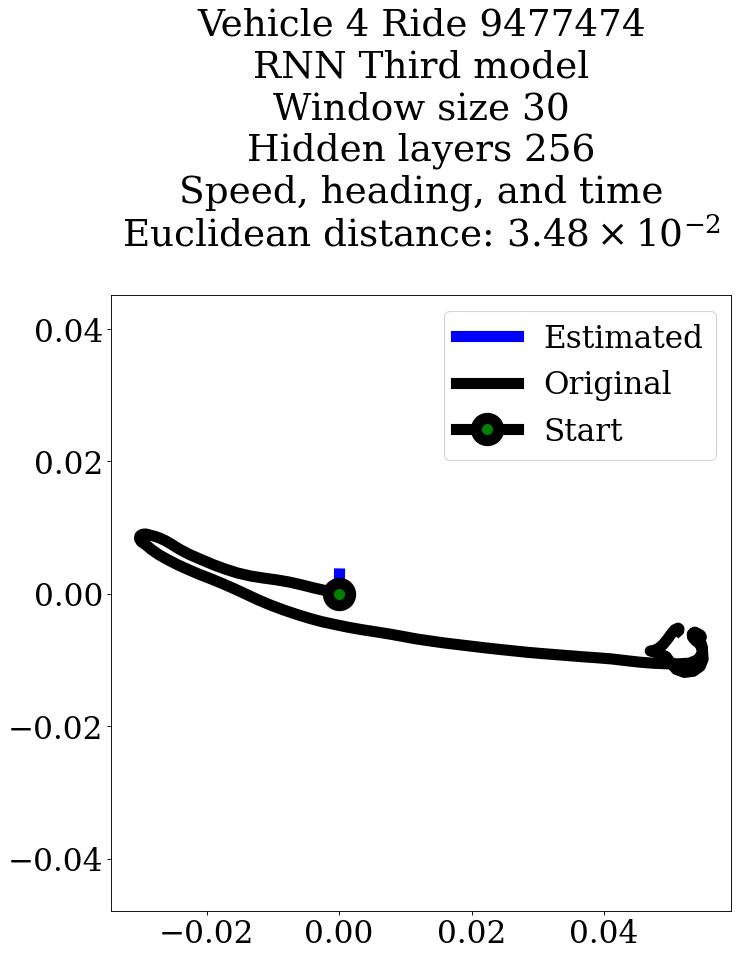 Vehicle 4 Ride 9477474
RNN Third model
Window size 30
Hidden layers 256
Speed, heading, and time
Euclidean distance: 3.48 × 10⁻²
Estimated
Original
Start
0.04
0.02
0.00
−0.02
−0.04
−0.02
0.00
0.02
0.04